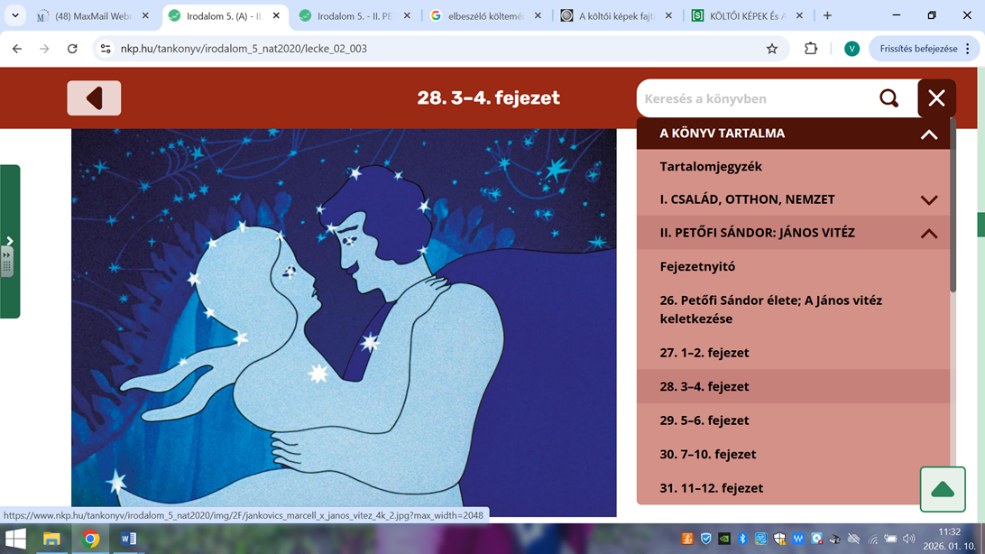 (48) MaxMail Webm
Irodalom 5. (A) - II.
Irodalom 5. - II. PE
elbeszélő költemé
A költői képek fajtá
KÖLTŐI KÉPEK És A
nkp.hu/tankonyv/irodalom_5_nat2020/lecke_02_003
V
Frissítés befejezése
28. 3–4. fejezet
Keresés a könyvben
A KÖNYV TARTALMA
Tartalomjegyzék
I. CSALÁD, OTTHON, NEMZET
II. PETŐFI SÁNDOR: JÁNOS VITÉZ
Fejezetnyitó
26. Petőfi Sándor élete; A János vitéz
keletkezése
27. 1–2. fejezet
28. 3–4. fejezet
29. 5–6. fejezet
30. 7–10. fejezet
31. 11–12. fejezet
https://www.nkp.hu/tankonyv/irodalom_5_nat2020/img/2F/jankovics_marcell_x_janos_vitez_4k_2.jpg?max_width=2048
11:32
2026. 01. 10.